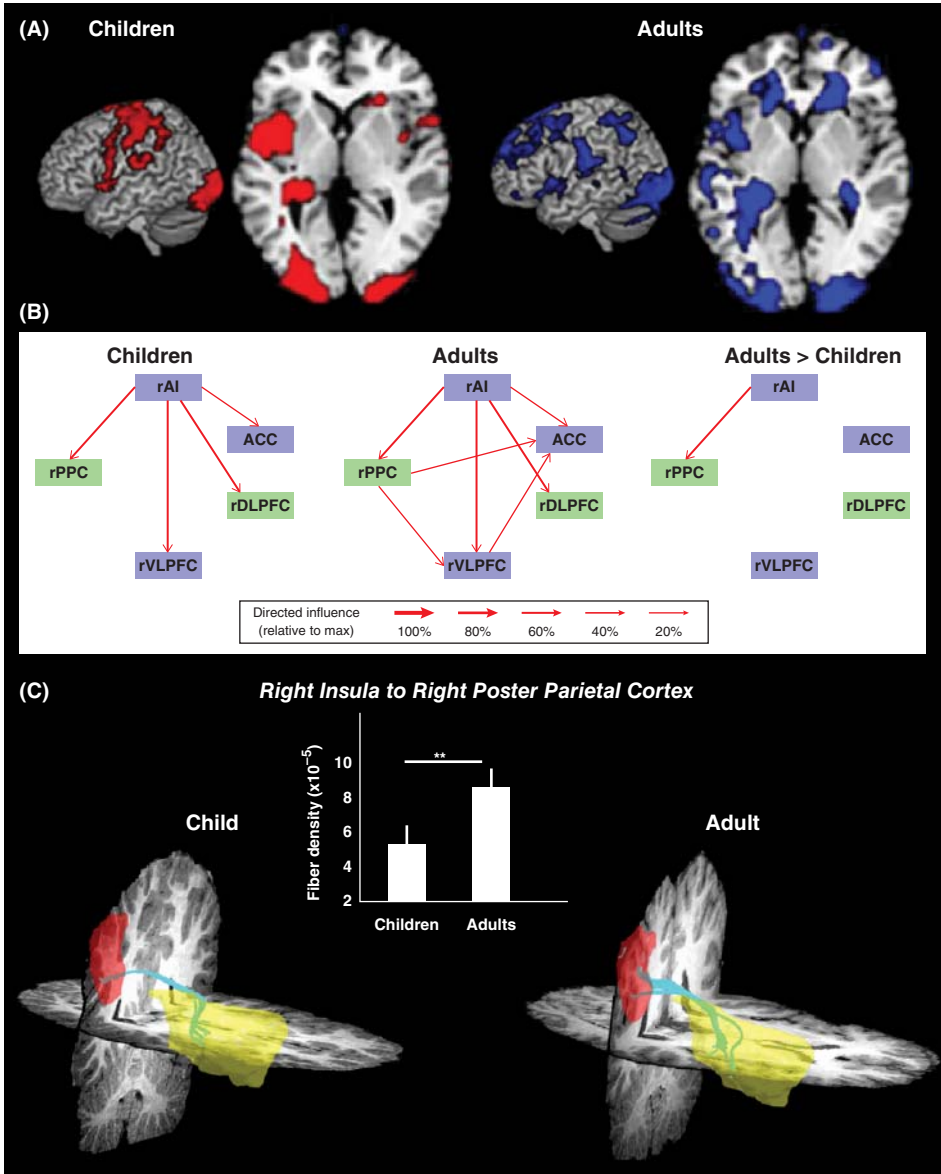 (A) Children Adults
(B)
Children Adults Adults > Children
rAI rAI rAI
ACC ACC ACC
rPPC rPPC rPPC
rDLPFC rDLPFC rDLPFC
rVLPFC rVLPFC rVLPFC
Directed influence
(relative to max) 100% 80% 60% 40% 20%
(C) Right Insula to Right Poster Parietal Cortex
Fiber density (x10⁻⁵)
10
8
6
4
2
**
Children Adults
Child Adult